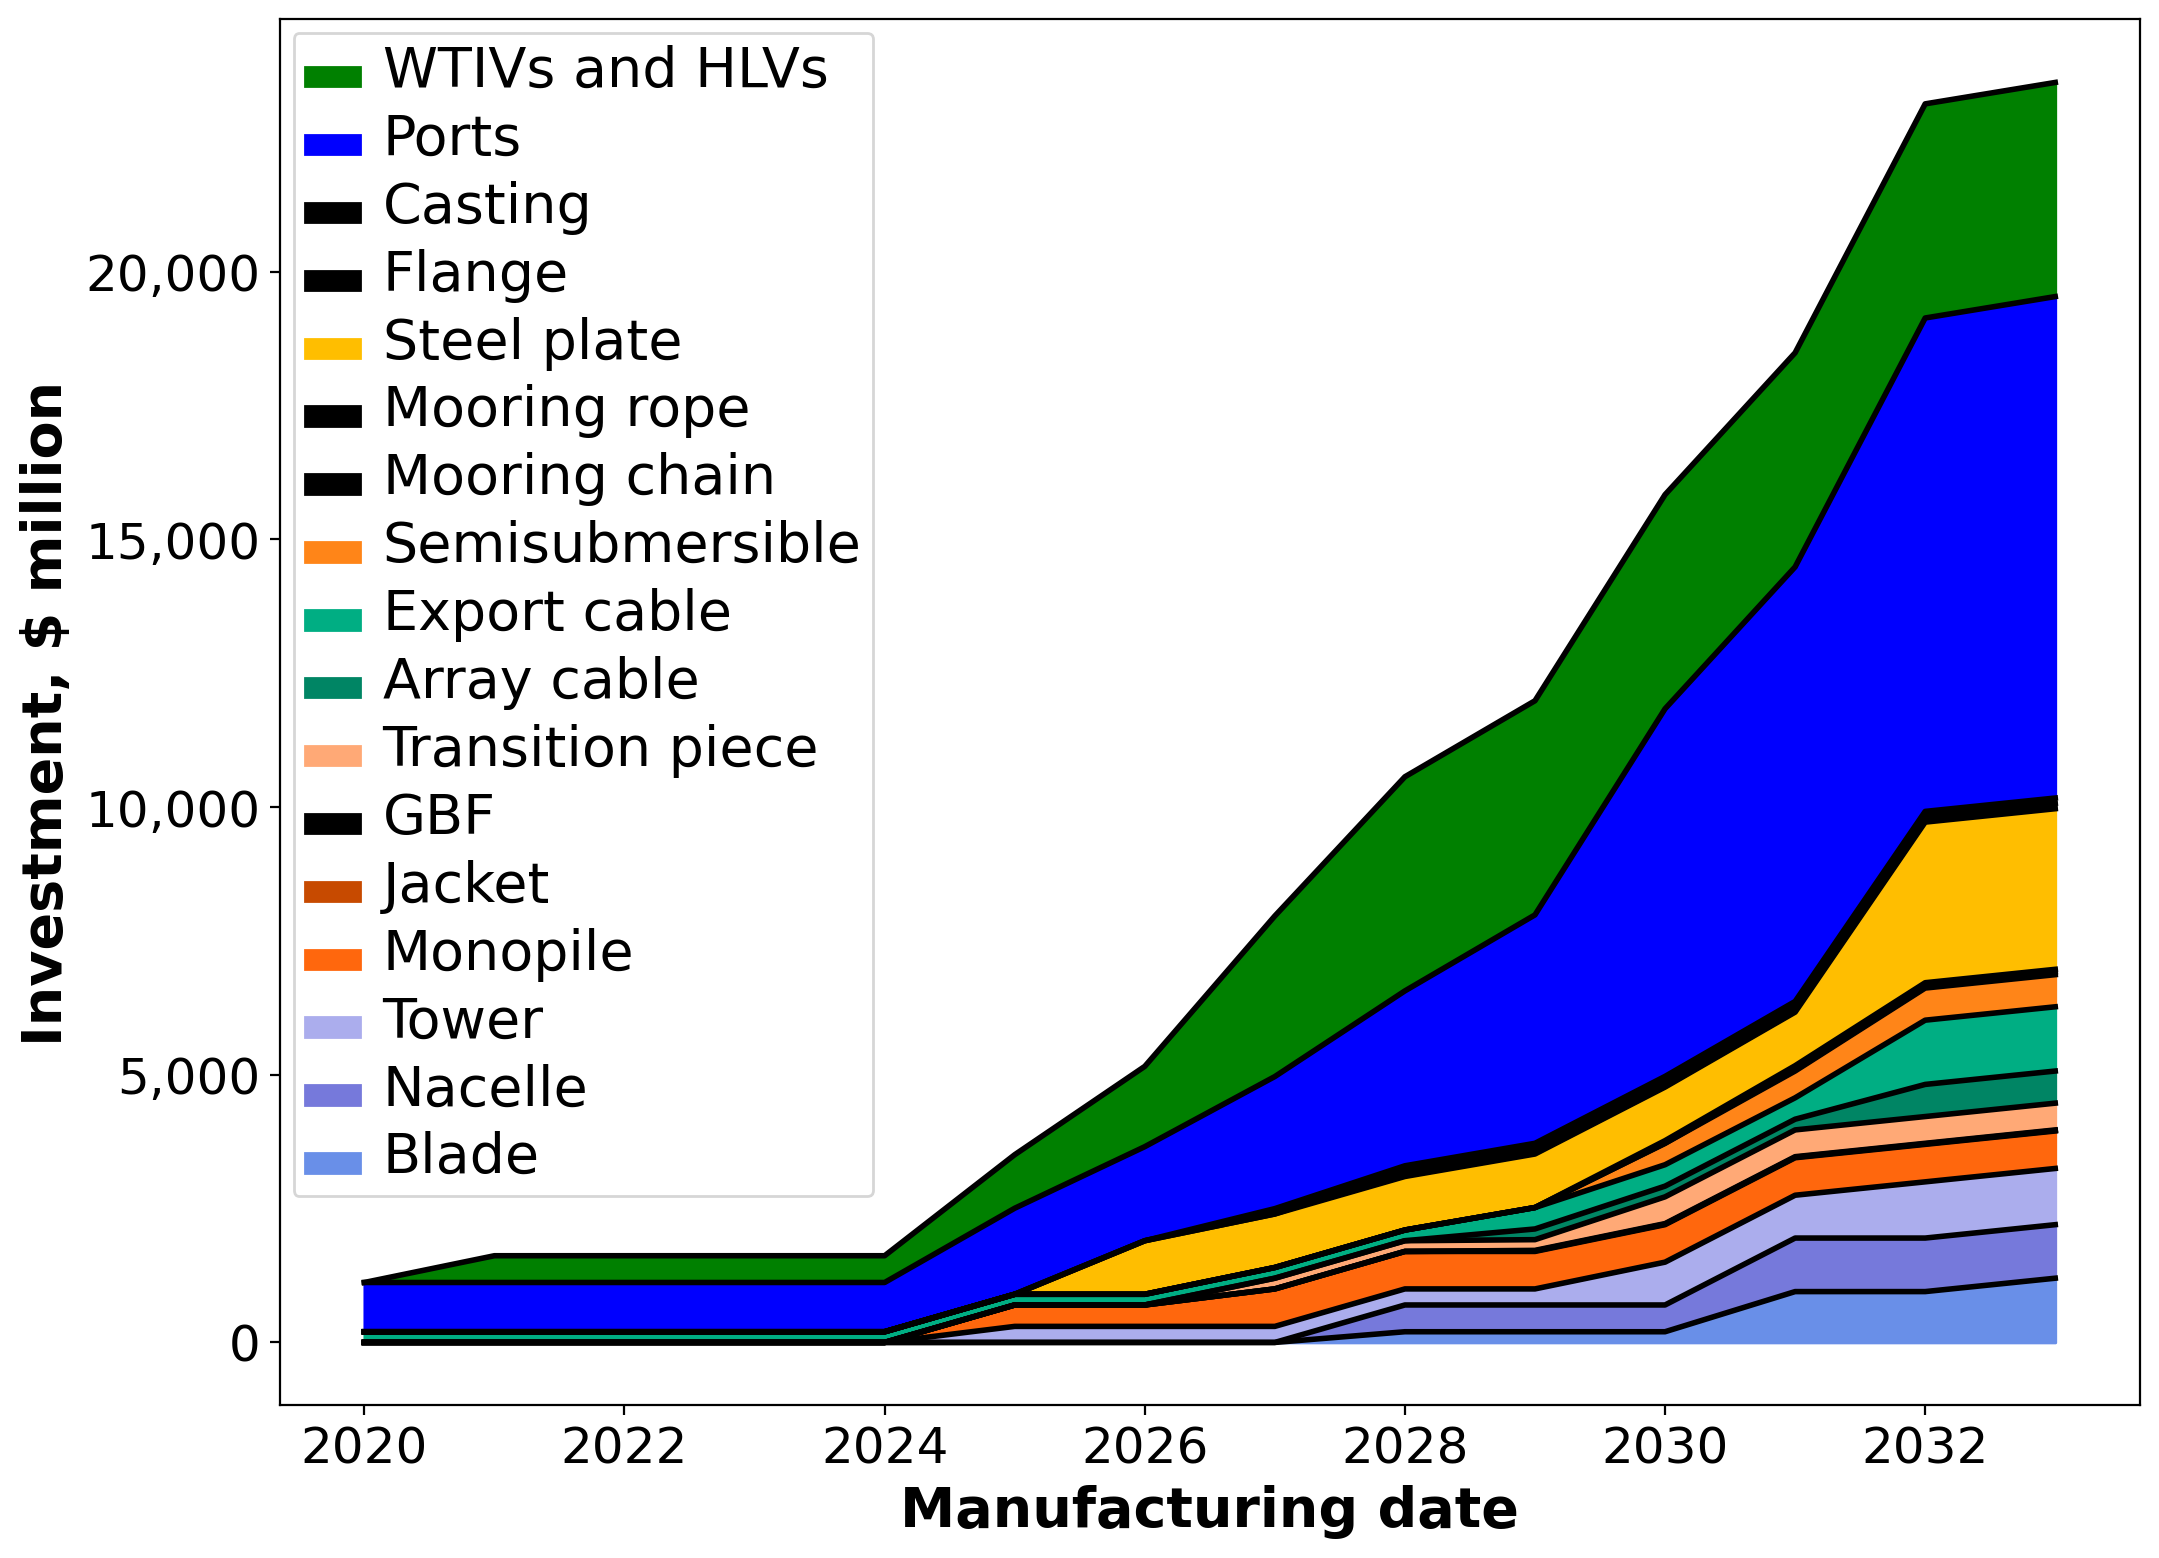 WTIVs and HLVs
Ports
Casting
Flange
Steel plate
Mooring rope
Mooring chain
Semisubmersible
Export cable
Array cable
Transition piece
GBF
Jacket
Monopile
Tower
Nacelle
Blade
Investment, $ million
20,000
15,000
10,000
5,000
0
2020 2022 2024 2026 2028 2030 2032
Manufacturing date